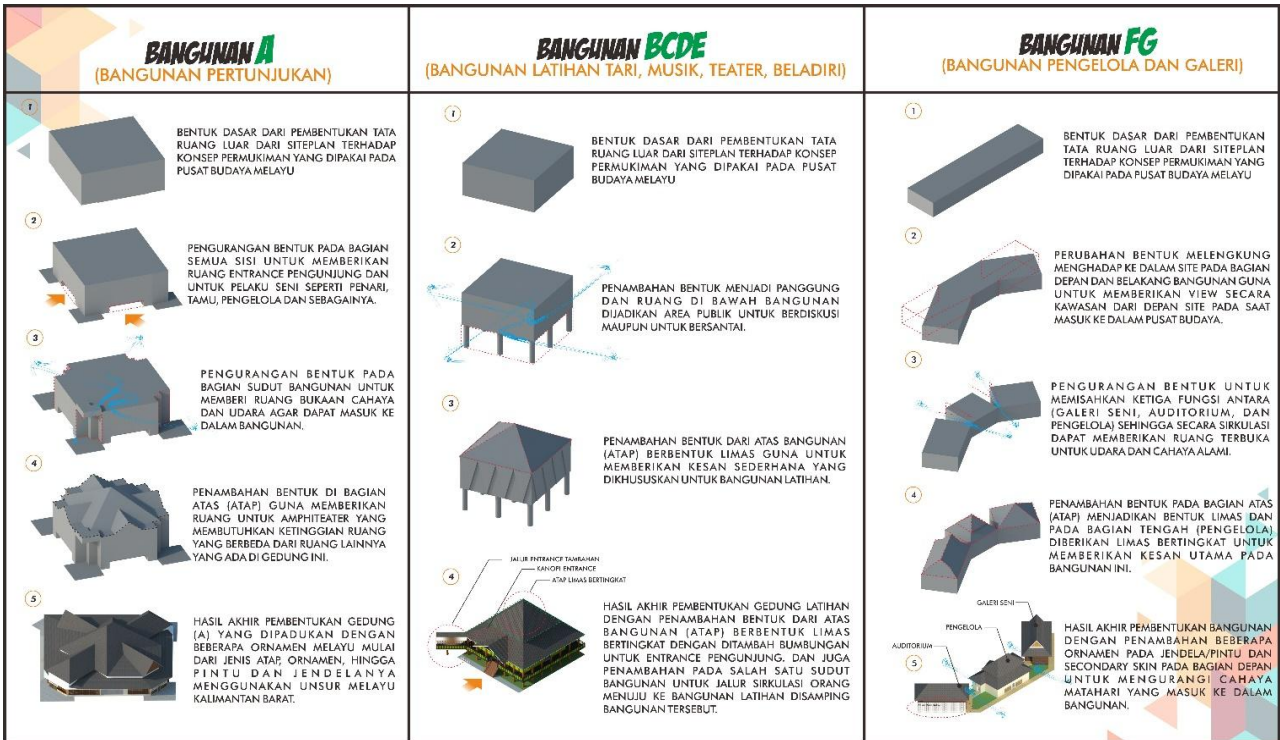 BANGUNAN A
(BANGUNAN PERTUNJUKAN)
1
BENTUK DASAR DARI PEMBENTUKAN TATA
RUANG LUAR DARI SITEPLAN TERHADAP
KONSEP PERMUKIMAN YANG DIPAKAI PADA
PUSAT BUDAYA MELAYU
2
PENGURANGAN BENTUK PADA BAGIAN
SEMUA SISI UNTUK MEMBERIKAN
RUANG ENTRANCE PENGUNJUNG DAN
UNTUK PELAKU SENI SEPERTI PENARI,
TAMU, PENGELOLA DAN SEBAGAINYA.
3
PENGURANGAN BENTUK PADA
BAGIAN SUDUT BANGUNAN UNTUK
MEMBERI RUANG BUKAAN CAHAYA
DAN UDARA AGAR DAPAT MASUK KE
DALAM BANGUNAN.
4
PENAMBAHAN BENTUK DI BAGIAN
ATAS (ATAP) GUNA MEMBERIKAN
RUANG UNTUK AMPHITEATER YANG
MEMBUTUHKAN KETINGGIAN RUANG
YANG BERBEDA DARI RUANG LAINNYA
YANG ADA DI GEDUNG INI.
5
HASIL AKHIR PEMBENTUKAN GEDUNG
(A) YANG DIPADUKAN DENGAN
BEBERAPA ORNAMEN MELAYU MULAI
DARI JENIS ATAP, ORNAMEN, HINGGA
PINTU DAN JENDELANYA
MENGGUNAKAN UNSUR MELAYU
KALIMANTAN BARAT.
BANGUNAN BCDE
(BANGUNAN LATIHAN TARI, MUSIK, TEATER, BELADIRI)
1
BENTUK DASAR DARI PEMBENTUKAN TATA
RUANG LUAR DARI SITEPLAN TERHADAP KONSEP
PERMUKIMAN YANG DIPAKAI PADA PUSAT
BUDAYA MELAYU
2
PENAMBAHAN BENTUK MENJADI PANGGUNG
DAN RUANG DI BAWAH BANGUNAN
DIJADIKAN AREA PUBLIK UNTUK BERDISKUSI
MAUPUN UNTUK BERSANTAI.
3
PENAMBAHAN BENTUK DARI ATAS BANGUNAN
(ATAP) BERBENTUK LIMAS GUNA UNTUK
MEMBERIKAN KESAN SEDERHANA YANG
DIKHUSUSKAN UNTUK BANGUNAN LATIHAN.
4
JALUR ENTRANCE TAMBAHAN
KANOPI ENTRANCE
ATAP LIMAS BERTINGKAT
HASIL AKHIR PEMBENTUKAN GEDUNG LATIHAN
DENGAN PENAMBAHAN BENTUK DARI ATAS
BANGUNAN (ATAP) BERBENTUK LIMAS
BERTINGKAT DENGAN DITAMBAH BUMBUNGAN
UNTUK ENTRANCE PENGUNJUNG. DAN JUGA
PENAMBAHAN PADA SALAH SATU SUDUT
BANGUNAN UNTUK JALUR SIRKULASI ORANG
MENUJU KE BANGUNAN LATIHAN DISAMPING
BANGUNAN TERSEBUT.
BANGUNAN FG
(BANGUNAN PENGELOLA DAN GALERI)
1
BENTUK DASAR DARI PEMBENTUKAN
TATA RUANG LUAR DARI SITEPLAN
TERHADAP KONSEP PERMUKIMAN YANG
DIPAKAI PADA PUSAT BUDAYA MELAYU
2
PERUBAHAN BENTUK MELENGKUNG
MENGHADAP KE DALAM SITE PADA BAGIAN
DEPAN DAN BELAKANG BANGUNAN GUNA
UNTUK MEMBERIKAN VIEW SECARA
KAWASAN DARI DEPAN SITE PADA SAAT
MASUK KE DALAM PUSAT BUDAYA.
3
PENGURANGAN BENTUK UNTUK
MEMISAHKAN KETIGA FUNGSI ANTARA
(GALERI SENI, AUDITORIUM, DAN
PENGELOLA) SEHINGGA SECARA SIRKULASI
DAPAT MEMBERIKAN RUANG TERBUKA
UNTUK UDARA DAN CAHAYA ALAMI.
4
PENAMBAHAN BENTUK PADA BAGIAN ATAS
(ATAP) MENJADIKAN BENTUK LIMAS DAN
PADA BAGIAN TENGAH (PENGELOLA)
DIBERIKAN LIMAS BERTINGKAT UNTUK
MEMBERIKAN KESAN UTAMA PADA
BANGUNAN INI.
GALERI SENI
PENGELOLA
AUDITORIUM
5
HASIL AKHIR PEMBENTUKAN BANGUNAN
DENGAN PENAMBAHAN BEBERAPA
ORNAMEN PADA JENDELA/PINTU DAN
SECONDARY SKIN PADA BAGIAN DEPAN
UNTUK MENGURANGI CAHAYA
MATAHARI YANG MASUK KE DALAM
BANGUNAN.